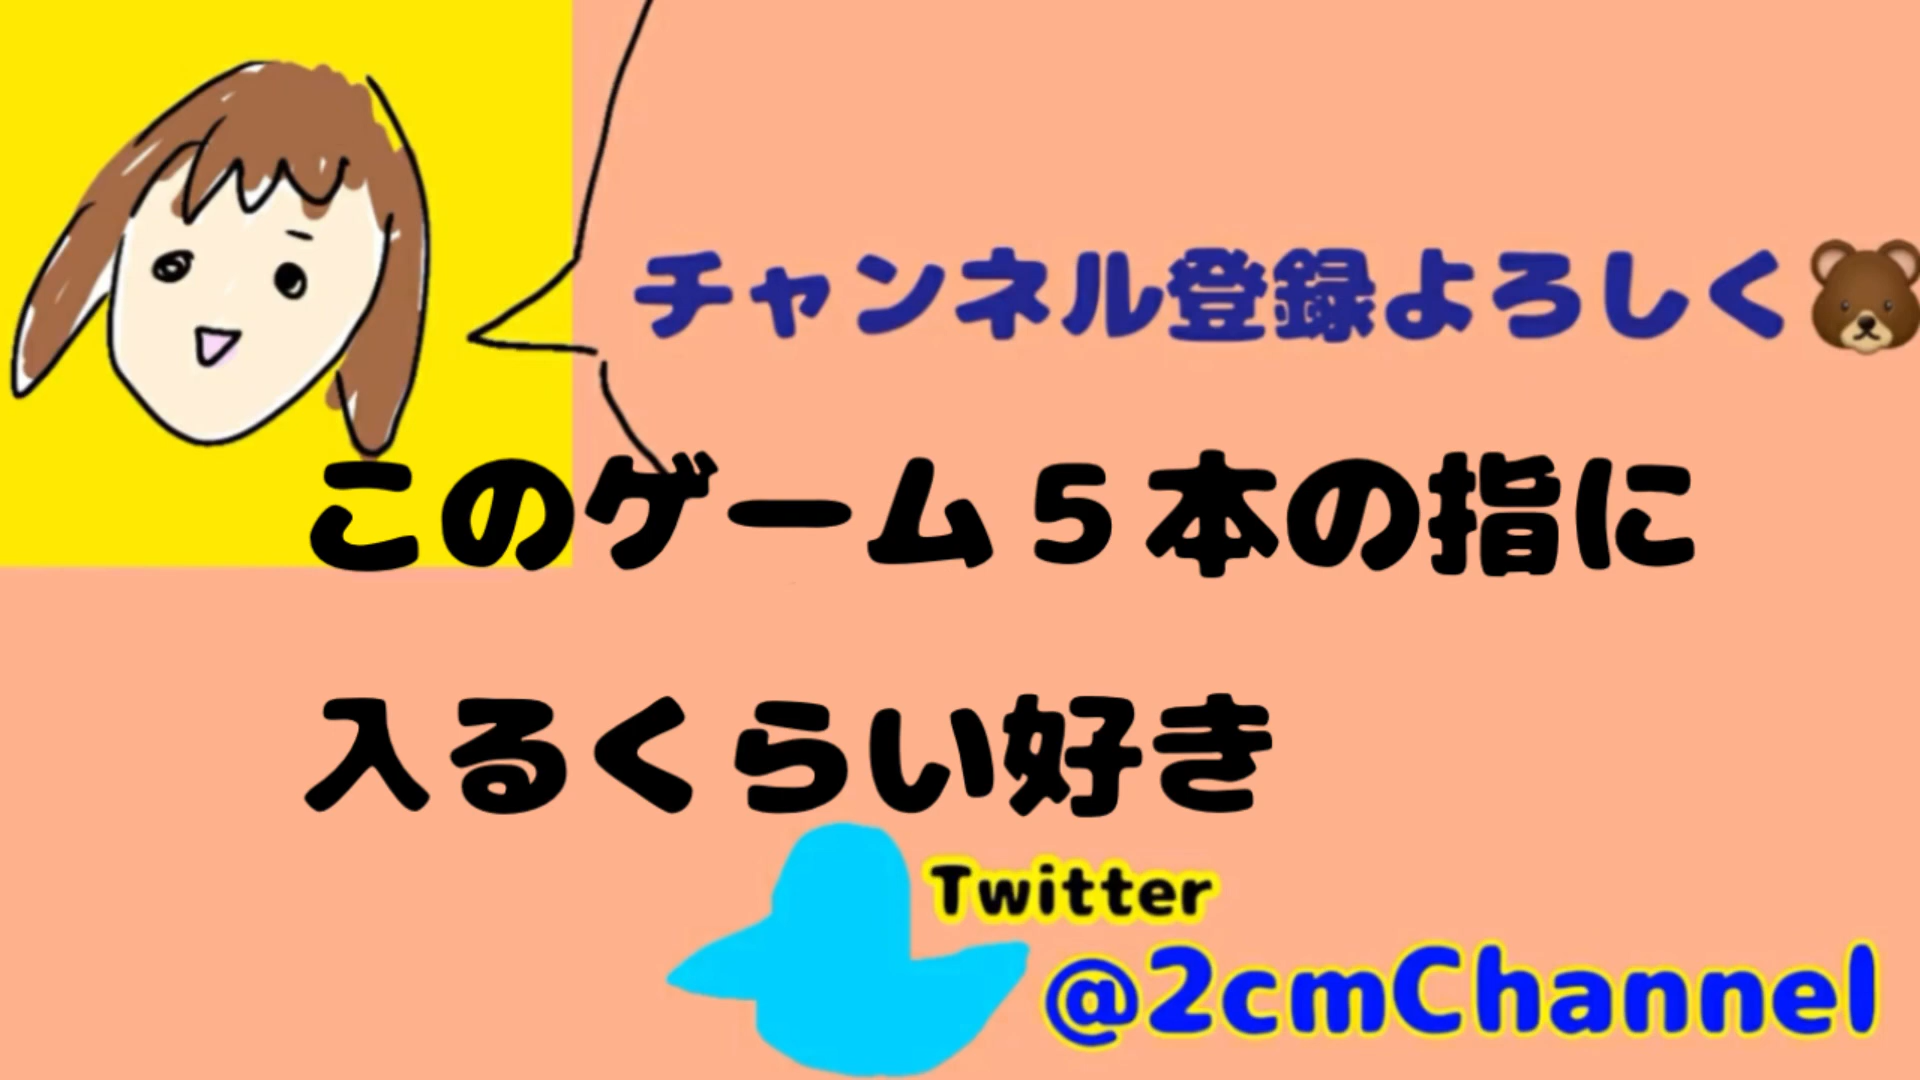 チャンネル登録よろしく🐻
このゲーム５本の指に
入るくらい好き
Twitter
@2cmChannel